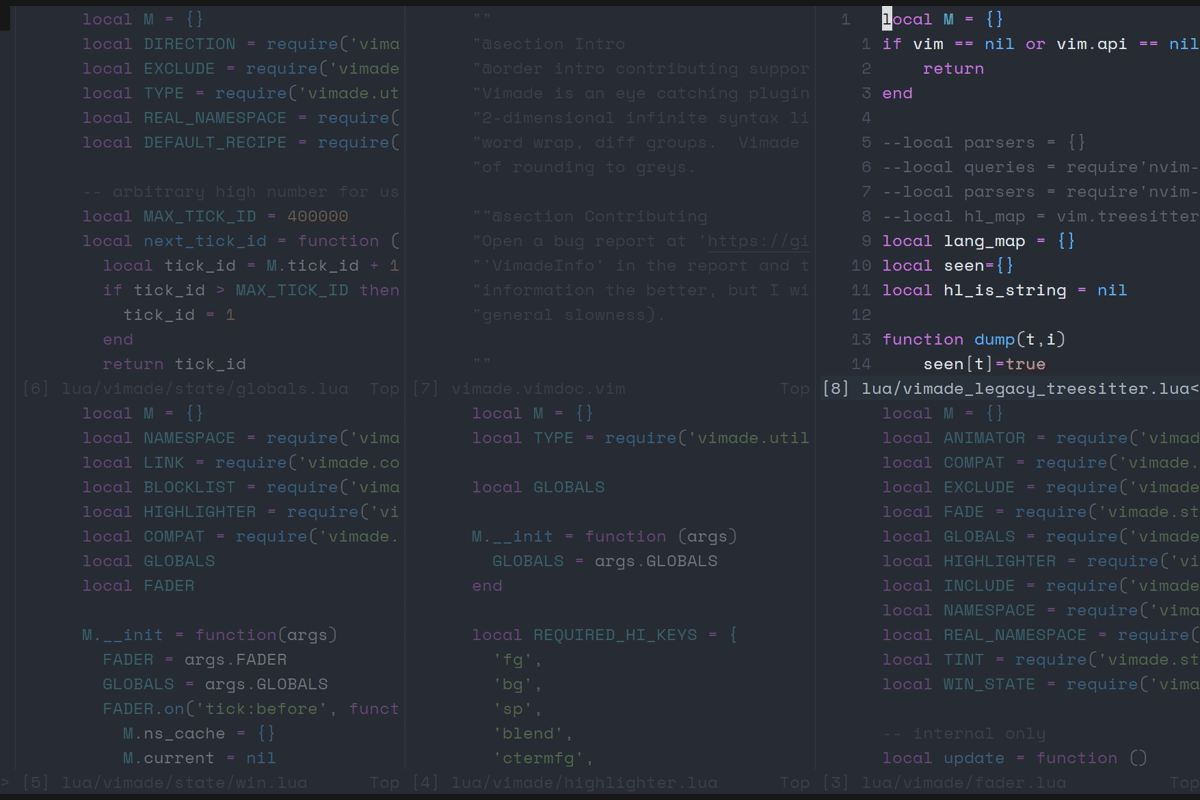 local M = {}
local DIRECTION = require('vima
local EXCLUDE = require('vimade
local TYPE = require('vimade.ut
local REAL_NAMESPACE = require(
local DEFAULT_RECIPE = require(
-- arbitrary high number for us
local MAX_TICK_ID = 400000
local next_tick_id = function (
local tick_id = M.tick_id + 1
if tick_id > MAX_TICK_ID then
tick_id = 1
end
return tick_id
[6] lua/vimade/state/globals.lua Top
""
"@section Intro
"@order intro contributing suppor
"Vimade is an eye catching plugin
"2-dimensional infinite syntax li
"word wrap, diff groups.  Vimade
"of rounding to greys.
""@section Contributing
"Open a bug report at 'https://gi
"'VimadeInfo' in the report and t
"information the better, but I wi
"general slowness).
""
[7] vimade.vimdoc.vim Top
1 local M = {}
1 if vim == nil or vim.api == nil
2 return
3 end
4
5 --local parsers = {}
6 --local queries = require'nvim-
7 --local parsers = require'nvim-
8 --local hl_map = vim.treesitter
9 local lang_map = {}
10 local seen={}
11 local hl_is_string = nil
12
13 function dump(t,i)
14 seen[t]=true
[8] lua/vimade_legacy_treesitter.lua<
local M = {}
local NAMESPACE = require('vima
local LINK = require('vimade.co
local BLOCKLIST = require('vima
local HIGHLIGHTER = require('vi
local COMPAT = require('vimade.
local GLOBALS
local FADER
M.__init = function(args)
FADER = args.FADER
GLOBALS = args.GLOBALS
FADER.on('tick:before', funct
M.ns_cache = {}
M.current = nil
> [5] lua/vimade/state/win.lua Top
local M = {}
local TYPE = require('vimade.util
local GLOBALS
M.__init = function (args)
GLOBALS = args.GLOBALS
end
local REQUIRED_HI_KEYS = {
'fg',
'bg',
'sp',
'blend',
'ctermfg',
[4] lua/vimade/highlighter.lua Top
local M = {}
local ANIMATOR = require('vimad
local COMPAT = require('vimade.
local EXCLUDE = require('vimade
local FADE = require('vimade.st
local GLOBALS = require('vimade
local HIGHLIGHTER = require('vi
local INCLUDE = require('vimade
local NAMESPACE = require('vima
local REAL_NAMESPACE = require(
local TINT = require('vimade.st
local WIN_STATE = require('vima
-- internal only
local update = function ()
[3] lua/vimade/fader.lua Top